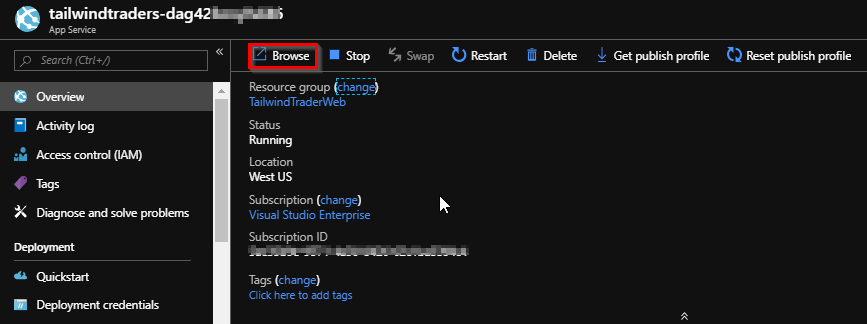 tailwindtraders-dag42
App Service
Search (Ctrl+/)
«
Overview
Activity log
Access control (IAM)
Tags
Diagnose and solve problems
Deployment
Quickstart
Deployment credentials
Browse
Stop
Swap
Restart
Delete
Get publish profile
Reset publish profile
Resource group (change)
TailwindTraderWeb
Status
Running
Location
West US
Subscription (change)
Visual Studio Enterprise
Subscription ID
Tags (change)
Click here to add tags